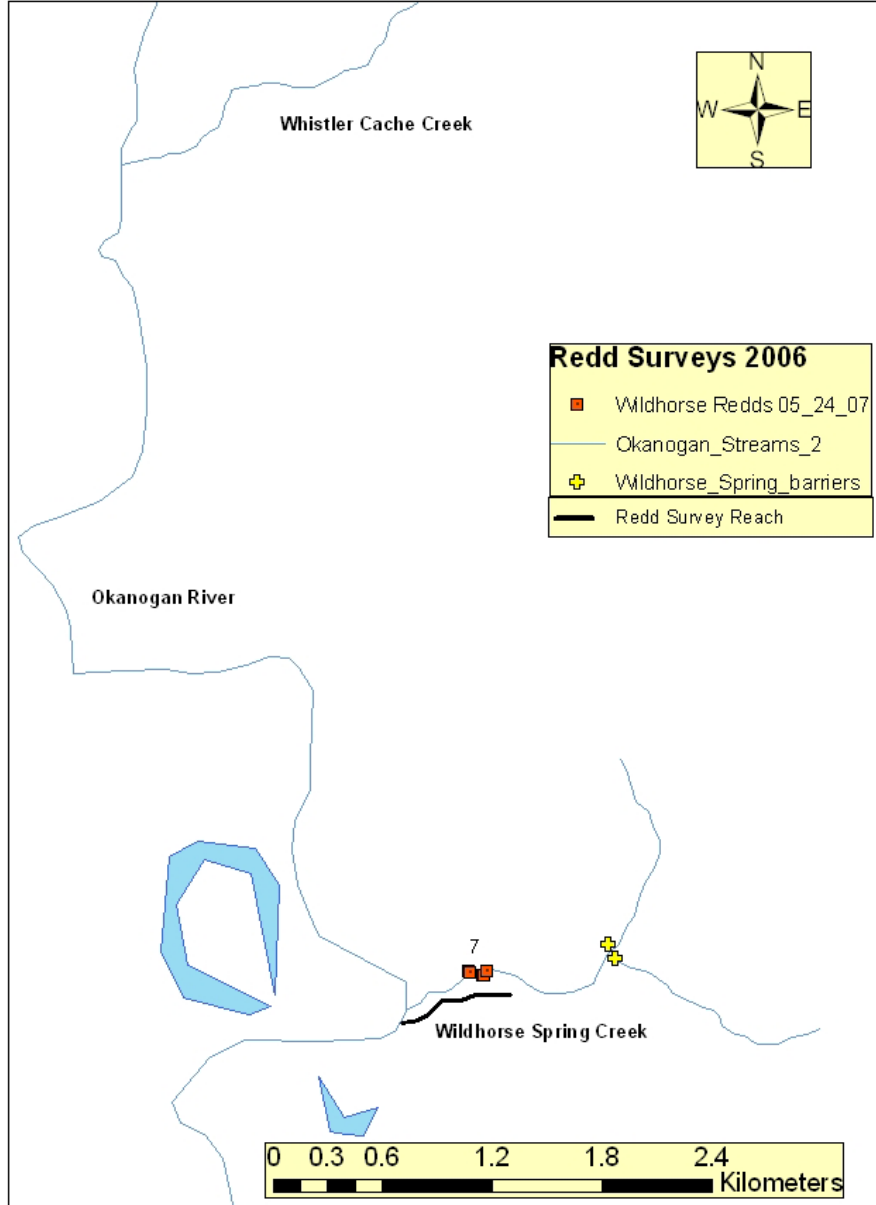 N
W E
S
Whistler Cache Creek
Redd Surveys 2006
Wildhorse Redds 05_24_07
Okanogan_Streams_2
Wildhorse_Spring_barriers
Redd Survey Reach
Okanogan River
7
Wildhorse Spring Creek
0 0.3 0.6 1.2 1.8 2.4
Kilometers